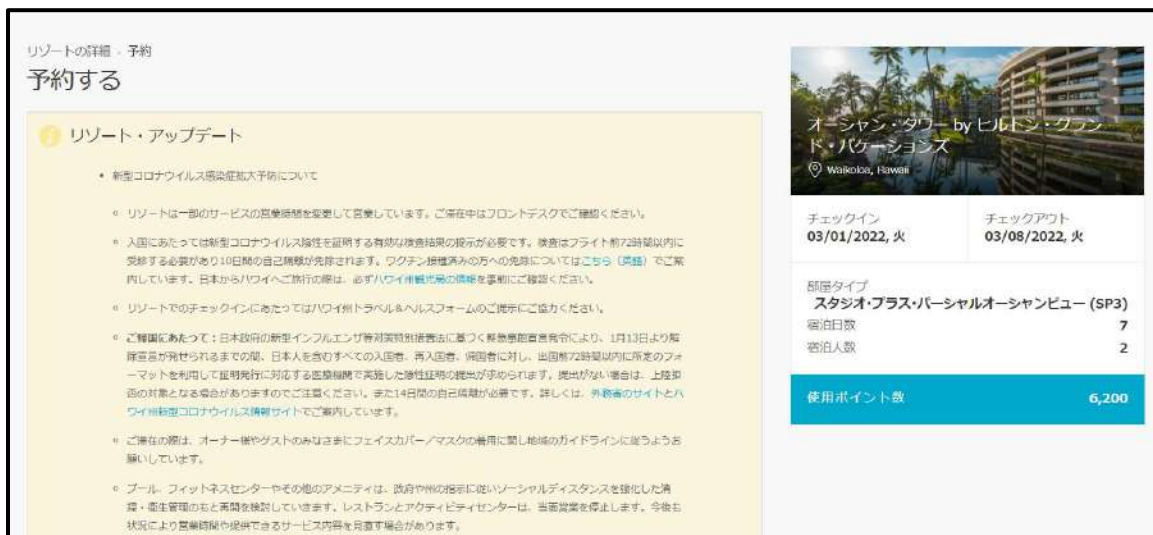 リゾートの詳細 - 予約
予約する
リゾート・アップデート
• 新型コロナウイルス感染症拡大予防について
リゾートは一部のサービスの営業時間を変更して営業しています。ご滞在中はフロントデスクでご確認ください。
入国にあたっては新型コロナウイルス陰性を証明する有効な検査結果の提示が必要です。検査はフライト前72時間以内に
受診する必要があり10日間の自己隔離が免除されます。ワクチン接種済みの方への免除についてはこちら（英語）でご案
内しています。日本からハワイへご旅行の際は、必ずハワイ州観光局の情報を事前にご確認ください。
リゾートでのチェックインにあたってはハワイ州トラベル&ヘルスフォームのご提示にご協力ください。
ご帰国にあたって：日本政府の新型インフルエンザ等対策特別措置法に基づく緊急事態宣言発令により、1月13日より解
除宣言が発せられるまでの間、日本人を含むすべての入国者、再入国者、帰国者に対し、出国前72時間以内に所定のフォ
ーマットを利用して証明発行に対応する医療機関で実施した陰性証明の提出が求められます。提出がない場合は、上陸拒
否の対象となる場合がありますのでご注意ください。また14日間の自己隔離が必要です。詳しくは、外務省のサイトとハ
ワイ州新型コロナウイルス情報サイトでご案内しています。
ご滞在の際は、オーナー様やゲストのみなさまにフェイスカバー／マスクの着用に関し地域のガイドラインに従うようお
願いしています。
プール、フィットネスセンターやその他のアメニティは、政府や州の指示に従いソーシャルディスタンスを強化した清
掃・衛生管理のもと再開を検討していきます。レストランとアクティビティセンターは、当面営業を停止します。今後も
状況により営業時間や提供できるサービス内容を見直す場合があります。
オーシャン・タワー by ヒルトン・グラン
ド・バケーションズ
Waikoloa, Hawaii
チェックイン
03/01/2022, 火
チェックアウト
03/08/2022, 火
部屋タイプ
スタジオ・プラス・パーシャルオーシャンビュー (SP3)
宿泊日数 7
宿泊人数 2
使用ポイント数 6,200